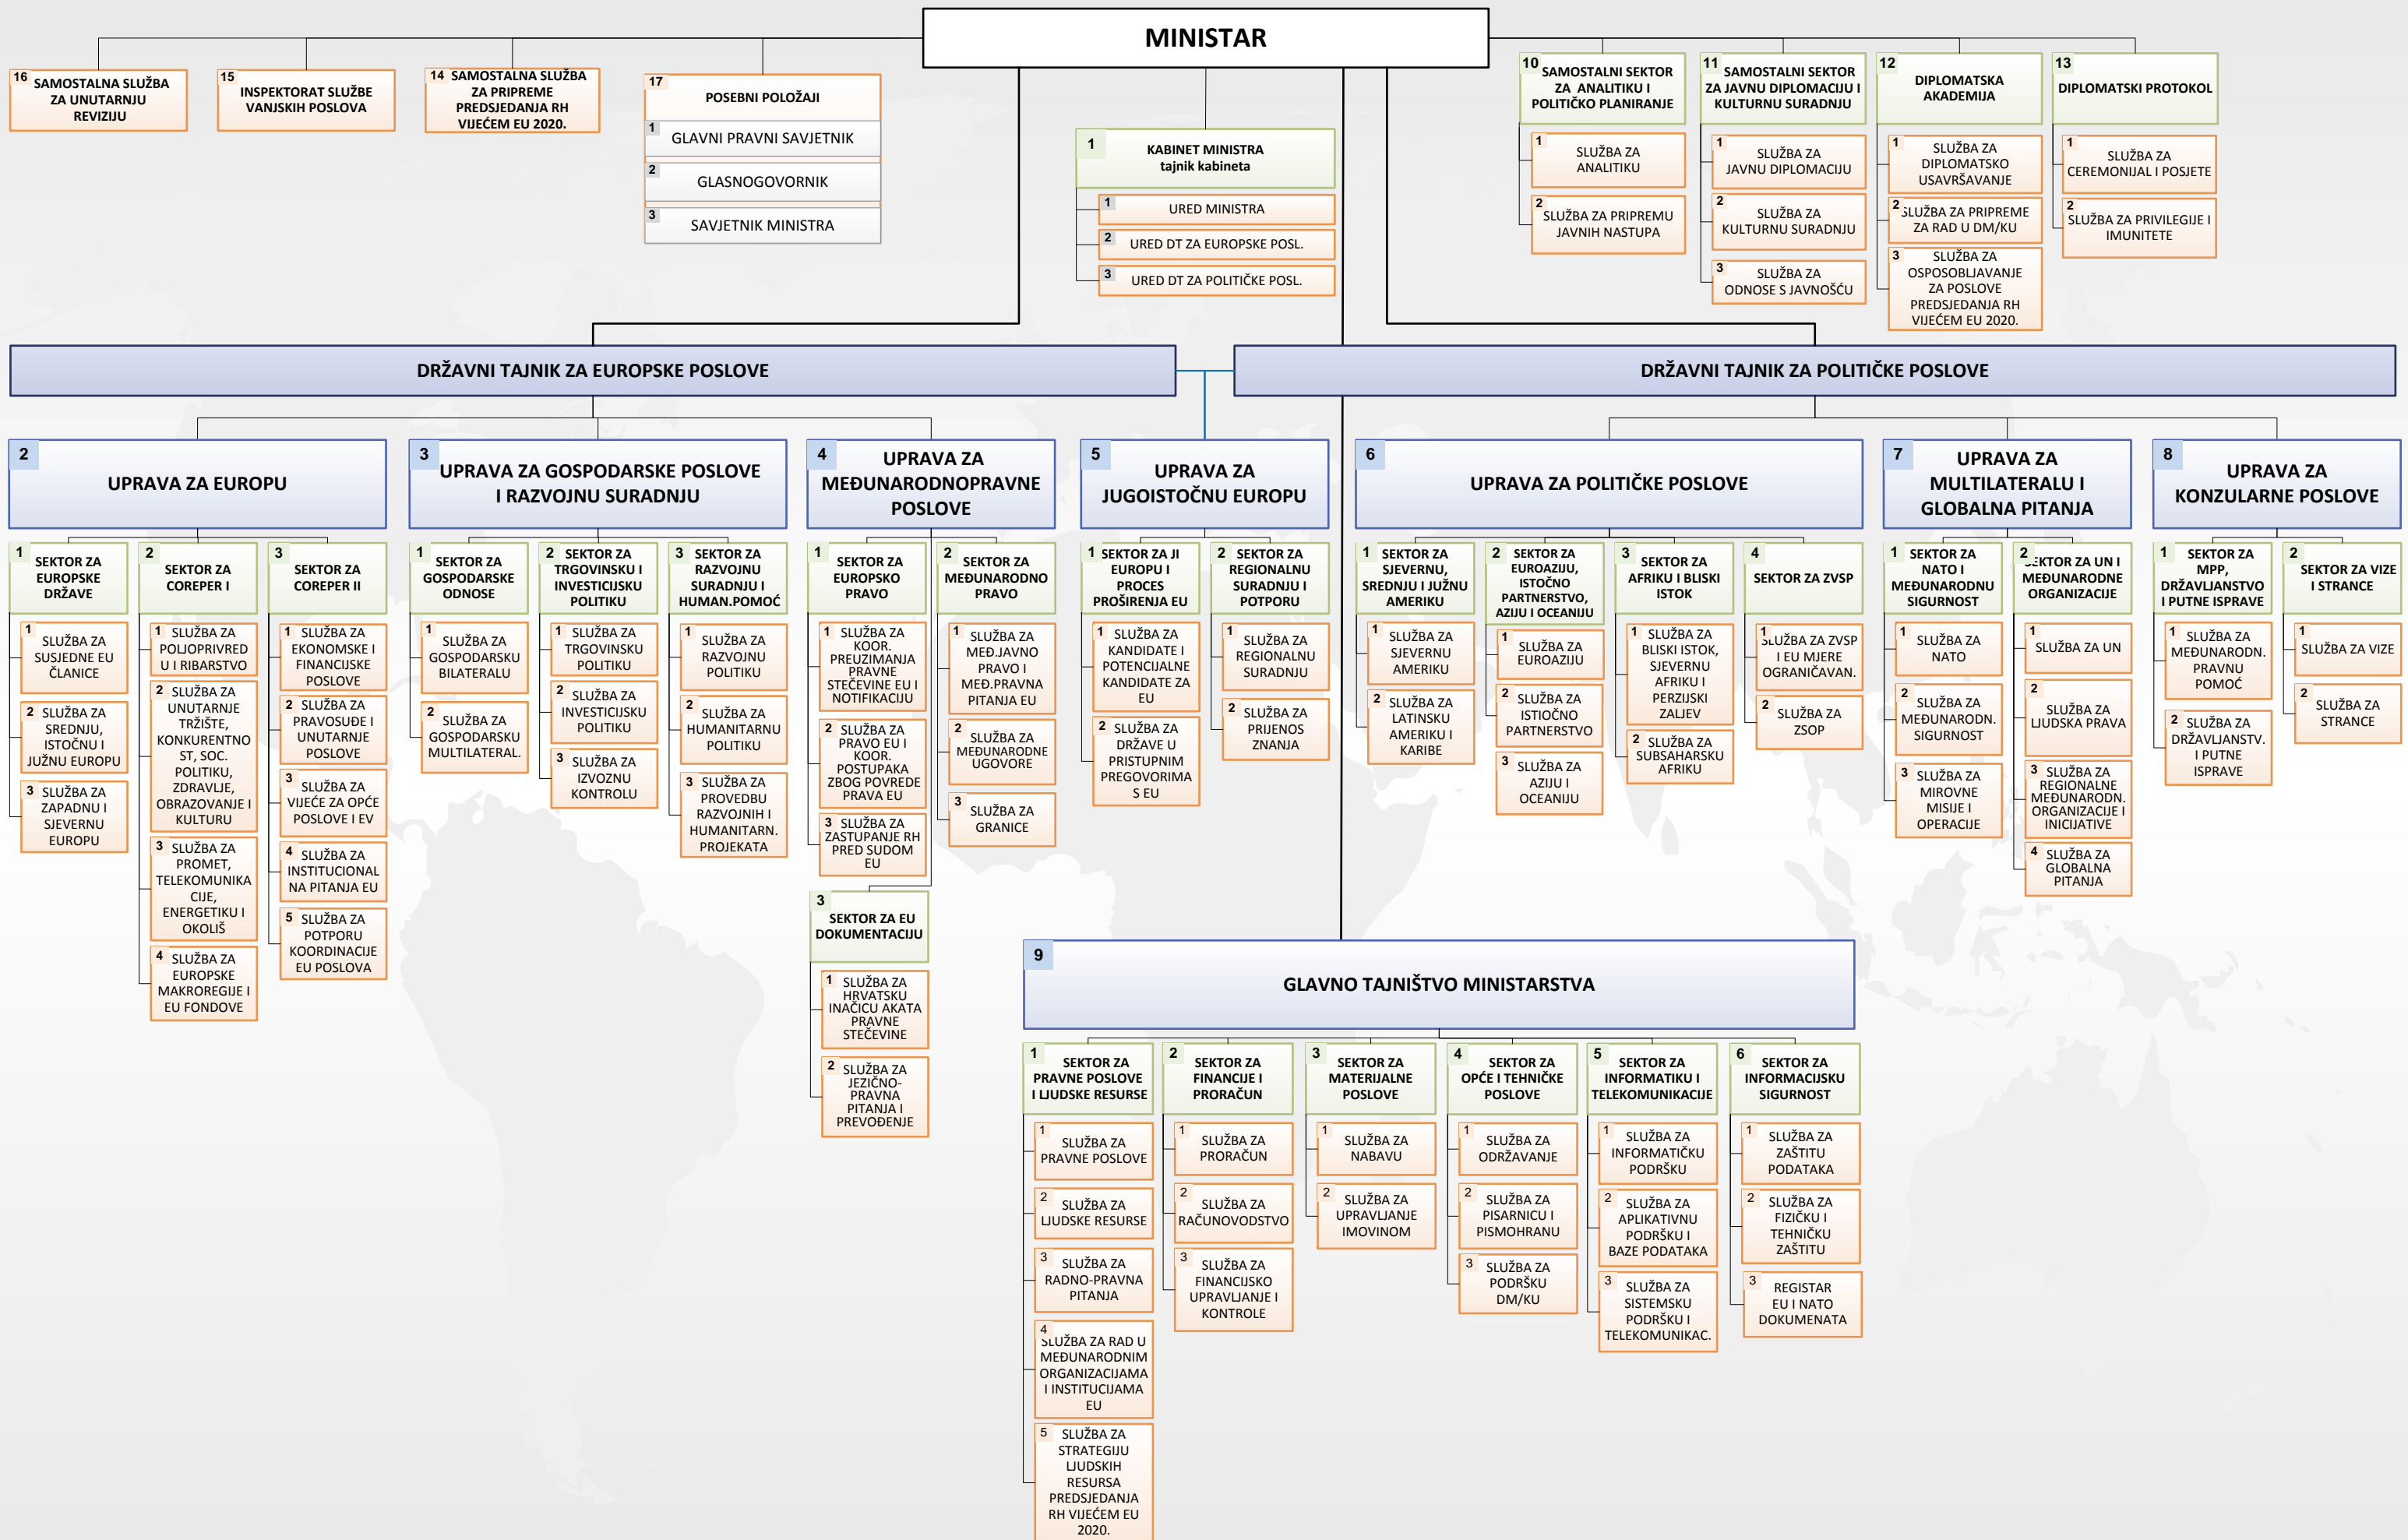 MINISTAR
16
SAMOSTALNA SLUŽBA
ZA UNUTARNJU
REVIZIJU
15
INSPEKTORAT SLUŽBE
VANJSKIH POSLOVA
14
SAMOSTALNA SLUŽBA
ZA PRIPREME
PREDSJEDANJA RH
VIJEĆEM EU 2020.
17
POSEBNI POLOŽAJI
1
GLAVNI PRAVNI SAVJETNIK
2
GLASNOGOVORNIK
3
SAVJETNIK MINISTRA
1
KABINET MINISTRA
tajnik kabineta
1
URED MINISTRA
2
URED DT ZA EUROPSKE POSL.
3
URED DT ZA POLITIČKE POSL.
10
SAMOSTALNI SEKTOR
ZA ANALITIKU I
POLITIČKO PLANIRANJE
1
SLUŽBA ZA
ANALITIKU
2
SLUŽBA ZA PRIPREMU
JAVNIH NASTUPA
11
SAMOSTALNI SEKTOR
ZA JAVNU DIPLOMACIJU I
KULTURNU SURADNJU
1
SLUŽBA ZA
JAVNU DIPLOMACIJU
2
SLUŽBA ZA
KULTURNU SURADNJU
3
SLUŽBA ZA
ODNOSE S JAVNOŠĆU
12
DIPLOMATSKA
AKADEMIJA
1
SLUŽBA ZA
DIPLOMATSKO
USAVRŠAVANJE
2
SLUŽBA ZA PRIPREME
ZA RAD U DM/KU
3
SLUŽBA ZA
OSPOSOBLJAVANJE
ZA POSLOVE
PREDSJEDANJA RH
VIJEĆEM EU 2020.
13
DIPLOMATSKI PROTOKOL
1
SLUŽBA ZA
CEREMONIJAL I POSJETE
2
SLUŽBA ZA PRIVILEGIJE I
IMUNITETE
DRŽAVNI TAJNIK ZA EUROPSKE POSLOVE
DRŽAVNI TAJNIK ZA POLITIČKE POSLOVE
2
UPRAVA ZA EUROPU
1
SEKTOR ZA
EUROPSKE
DRŽAVE
1
SLUŽBA ZA
SUSJEDNE EU
ČLANICE
2
SLUŽBA ZA
SREDNJU,
ISTOČNU I
JUŽNU EUROPU
3
SLUŽBA ZA
ZAPADNU I
SJEVERNU
EUROPU
2
SEKTOR ZA
COREPER I
1
SLUŽBA ZA
POLJOPRIVRED
U I RIBARSTVO
2
SLUŽBA ZA
UNUTARNJE
TRŽIŠTE,
KONKURENTNO
ST, SOC.
POLITIKU,
ZDRAVLJE,
OBRAZOVANJE I
KULTURU
3
SLUŽBA ZA
PROMET,
TELEKOMUNIKA
CIJE,
ENERGETIKU I
OKOLIŠ
4
SLUŽBA ZA
EUROPSKE
MAKROREGIJE I
EU FONDOVE
3
SEKTOR ZA
COREPER II
1
SLUŽBA ZA
EKONOMSKE I
FINANCIJSKE
POSLOVE
2
SLUŽBA ZA
PRAVOSUĐE I
UNUTARNJE
POSLOVE
3
SLUŽBA ZA
VIJEĆE ZA OPĆE
POSLOVE I EV
4
SLUŽBA ZA
INSTITUCIONAL
NA PITANJA EU
5
SLUŽBA ZA
POTPORU
KOORDINACIJE
EU POSLOVA
3
UPRAVA ZA GOSPODARSKE POSLOVE
I RAZVOJNU SURADNJU
1
SEKTOR ZA
GOSPODARSKE
ODNOSE
1
SLUŽBA ZA
GOSPODARSKU
BILATERALU
2
SLUŽBA ZA
GOSPODARSKU
MULTILATERAL.
2
SEKTOR ZA
TRGOVINSKU I
INVESTICIJSKU
POLITIKU
1
SLUŽBA ZA
TRGOVINSKU
POLITIKU
2
SLUŽBA ZA
INVESTICIJSKU
POLITIKU
3
SLUŽBA ZA
IZVOZNU
KONTROLU
3
SEKTOR ZA
RAZVOJNU
SURADNJU I
HUMAN.POMOĆ
1
SLUŽBA ZA
RAZVOJNU
POLITIKU
2
SLUŽBA ZA
HUMANITARNU
POLITIKU
3
SLUŽBA ZA
PROVEDBU
RAZVOJNIH I
HUMANITARN.
PROJEKATA
4
UPRAVA ZA
MEĐUNARODNOPRAVNE
POSLOVE
1
SEKTOR ZA
EUROPSKO
PRAVO
1
SLUŽBA ZA
KOOR.
PREUZIMANJA
PRAVNE
STEČEVINE EU I
NOTIFIKACIJU
2
SLUŽBA ZA
PRAVO EU I
KOOR.
POSTUPAKA
ZBOG POVREDE
PRAVA EU
3
SLUŽBA ZA
ZASTUPANJE RH
PRED SUDOM
EU
2
SEKTOR ZA
MEĐUNARODNO
PRAVO
1
SLUŽBA ZA
MEĐ.JAVNO
PRAVO I
MEĐ.PRAVNA
PITANJA EU
2
SLUŽBA ZA
MEĐUNARODNE
UGOVORE
3
SLUŽBA ZA
GRANICE
3
SEKTOR ZA EU
DOKUMENTACIJU
1
SLUŽBA ZA
HRVATSKU
INAČICU AKATA
PRAVNE
STEČEVINE
2
SLUŽBA ZA
JEZIČNO-
PRAVNA
PITANJA I
PREVOĐENJE
5
UPRAVA ZA
JUGOISTOČNU EUROPU
1
SEKTOR ZA JI
EUROPU I
PROCES
PROŠIRENJA EU
1
SLUŽBA ZA
KANDIDATE I
POTENCIJALNE
KANDIDATE ZA
EU
2
SLUŽBA ZA
DRŽAVE U
PRISTUPNIM
PREGOVORIMA
S EU
2
SEKTOR ZA
REGIONALNU
SURADNJU I
POTPORU
1
SLUŽBA ZA
REGIONALNU
SURADNJU
2
SLUŽBA ZA
PRIJENOS
ZNANJA
6
UPRAVA ZA POLITIČKE POSLOVE
1
SEKTOR ZA
SJEVERNU,
SREDNJU I JUŽNU
AMERIKU
1
SLUŽBA ZA
SJEVERNU
AMERIKU
2
SLUŽBA ZA
LATINSKU
AMERIKU I
KARIBE
2
SEKTOR ZA
EUROAZIJU,
ISTOČNO
PARTNERSTVO,
AZIJU I OCEANIJU
1
SLUŽBA ZA
EUROAZIJU
2
SLUŽBA ZA
ISTIOČNO
PARTNERSTVO
3
SLUŽBA ZA
AZIJU I
OCEANIJU
3
SEKTOR ZA
AFRIKU I BLISKI
ISTOK
1
SLUŽBA ZA
BLISKI ISTOK,
SJEVERNU
AFRIKU I
PERZIJSKI
ZALJEV
2
SLUŽBA ZA
SUBSAHARSKU
AFRIKU
4
SEKTOR ZA ZVSP
1
SLUŽBA ZA ZVSP
I EU MJERE
OGRANIČAVAN.
2
SLUŽBA ZA
ZSOP
7
UPRAVA ZA
MULTILATERALU I
GLOBALNA PITANJA
1
SEKTOR ZA
NATO I
MEĐUNARODNU
SIGURNOST
1
SLUŽBA ZA
NATO
2
SLUŽBA ZA
MEĐUNARODN.
SIGURNOST
3
SLUŽBA ZA
MIROVNE
MISIJE I
OPERACIJE
2
SEKTOR ZA UN I
MEĐUNARODNE
ORGANIZACIJE
1
SLUŽBA ZA UN
2
SLUŽBA ZA
LJUDSKA PRAVA
3
SLUŽBA ZA
REGIONALNE
MEĐUNARODN.
ORGANIZACIJE I
INICIJATIVE
4
SLUŽBA ZA
GLOBALNA
PITANJA
8
UPRAVA ZA
KONZULARNE POSLOVE
1
SEKTOR ZA
MPP,
DRŽAVLJANSTVO
I PUTNE ISPRAVE
1
SLUŽBA ZA
MEĐUNARODN.
PRAVNU
POMOĆ
2
SLUŽBA ZA
DRŽAVLJANSTV.
I PUTNE
ISPRAVE
2
SEKTOR ZA VIZE
I STRANCE
1
SLUŽBA ZA VIZE
2
SLUŽBA ZA
STRANCE
9
GLAVNO TAJNIŠTVO MINISTARSTVA
1
SEKTOR ZA
PRAVNE POSLOVE
I LJUDSKE RESURSE
1
SLUŽBA ZA
PRAVNE POSLOVE
2
SLUŽBA ZA
LJUDSKE RESURSE
3
SLUŽBA ZA
RADNO-PRAVNA
PITANJA
4
SLUŽBA ZA RAD U
MEĐUNARODNIM
ORGANIZACIJAMA
I INSTITUCIJAMA
EU
5
SLUŽBA ZA
STRATEGIJU
LJUDSKIH
RESURSA
PREDSJEDANJA
RH VIJEĆEM EU
2020.
2
SEKTOR ZA
FINANCIJE I
PRORAČUN
1
SLUŽBA ZA
PRORAČUN
2
SLUŽBA ZA
RAČUNOVODSTVO
3
SLUŽBA ZA
FINANCIJSKO
UPRAVLJANJE I
KONTROLE
3
SEKTOR ZA
MATERIJALNE
POSLOVE
1
SLUŽBA ZA
NABAVU
2
SLUŽBA ZA
UPRAVLJANJE
IMOVINOM
4
SEKTOR ZA
OPĆE I TEHNIČKE
POSLOVE
1
SLUŽBA ZA
ODRŽAVANJE
2
SLUŽBA ZA
PISARNICU I
PISMOHRANU
3
SLUŽBA ZA
PODRŠKU
DM/KU
5
SEKTOR ZA
INFORMATIKU I
TELEKOMUNIKACIJE
1
SLUŽBA ZA
INFORMATIČKU
PODRŠKU
2
SLUŽBA ZA
APLIKATIVNU
PODRŠKU I
BAZE PODATAKA
3
SLUŽBA ZA
SISTEMSKU
PODRŠKU I
TELEKOMUNIKAC.
6
SEKTOR ZA
INFORMACIJSKU
SIGURNOST
1
SLUŽBA ZA
ZAŠTITU
PODATAKA
2
SLUŽBA ZA
FIZIČKU I
TEHNIČKU
ZAŠTITU
3
REGISTAR
EU I NATO
DOKUMENATA